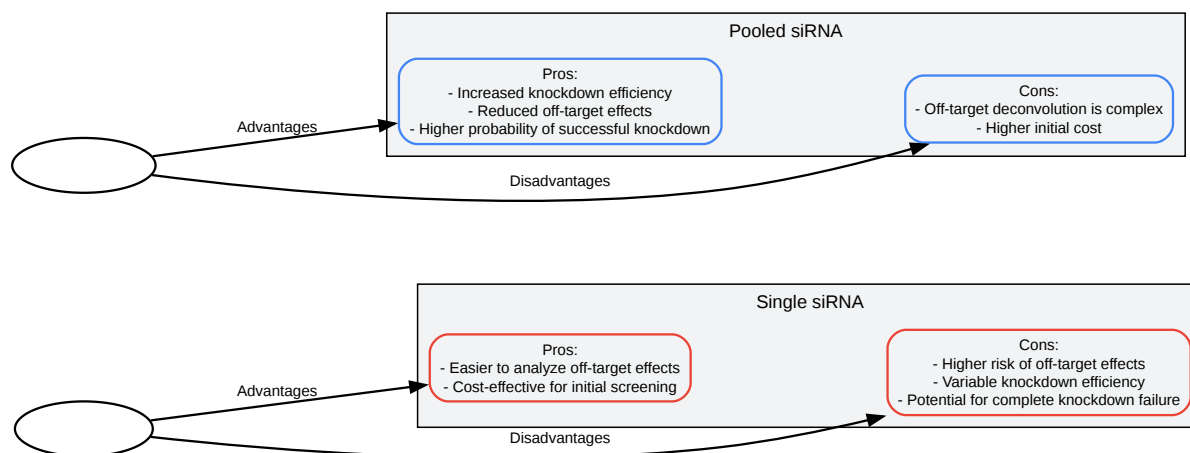 Pooled siRNA
Pros:
- Increased knockdown efficiency
- Reduced off-target effects
- Higher probability of successful knockdown
Cons:
- Off-target deconvolution is complex
- Higher initial cost
Advantages
Disadvantages
Single siRNA
Pros:
- Easier to analyze off-target effects
- Cost-effective for initial screening
Cons:
- Higher risk of off-target effects
- Variable knockdown efficiency
- Potential for complete knockdown failure
Advantages
Disadvantages